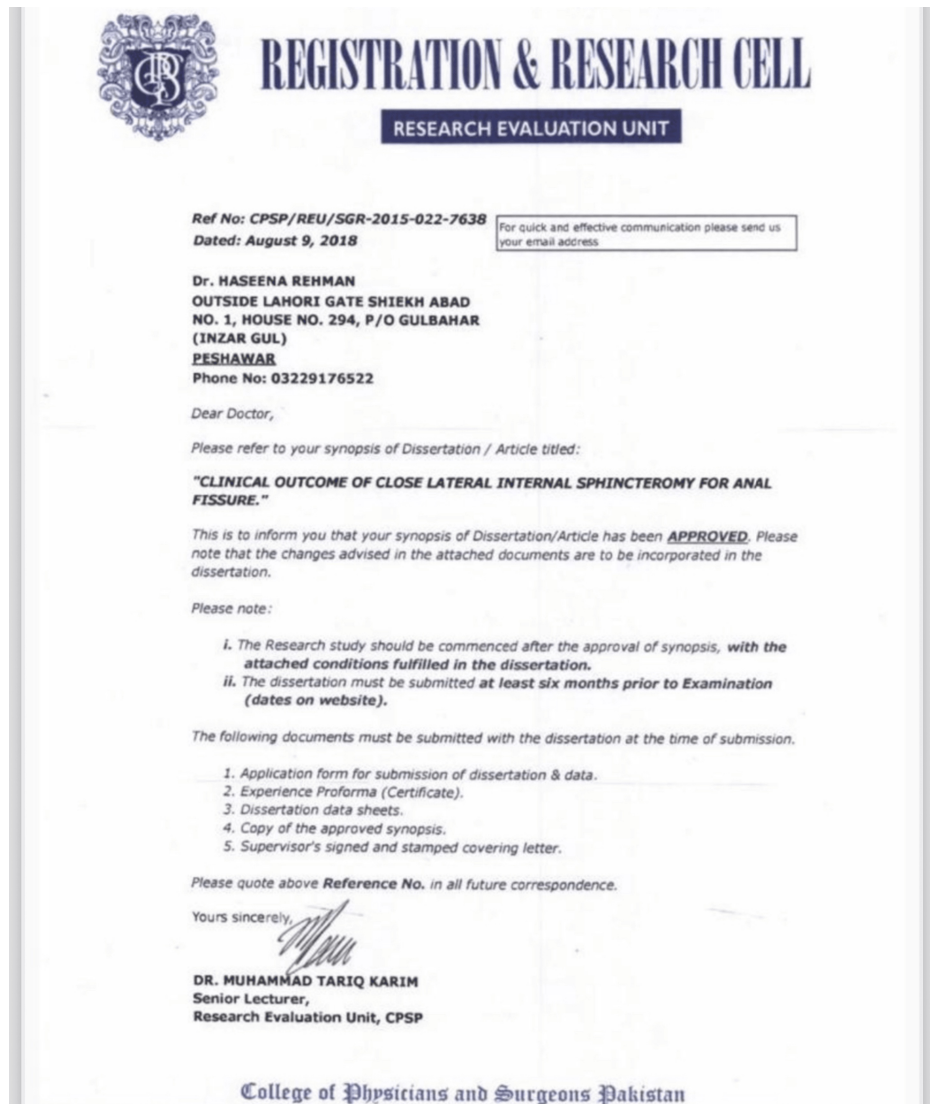 REGISTRATION & RESEARCH CELL
RESEARCH EVALUATION UNIT
Ref No: CPSP/REU/SGR-2015-022-7638
Dated: August 9, 2018
For quick and effective communication please send us
your email address
Dr. HASEENA REHMAN
OUTSIDE LAHORI GATE SHIEKH ABAD
NO. 1, HOUSE NO. 294, P/O GULBAHAR
(INZAR GUL)
PESHAWAR
Phone No: 03229176522
Dear Doctor,
Please refer to your synopsis of Dissertation / Article titled:
"CLINICAL OUTCOME OF CLOSE LATERAL INTERNAL SPHINCTEROMY FOR ANAL
FISSURE."
This is to inform you that your synopsis of Dissertation/Article has been APPROVED. Please
note that the changes advised in the attached documents are to be incorporated in the
dissertation.
Please note:
i. The Research study should be commenced after the approval of synopsis, with the
attached conditions fulfilled in the dissertation.
ii. The dissertation must be submitted at least six months prior to Examination
(dates on website).
The following documents must be submitted with the dissertation at the time of submission.
1. Application form for submission of dissertation & data.
2. Experience Proforma (Certificate).
3. Dissertation data sheets.
4. Copy of the approved synopsis.
5. Supervisor's signed and stamped covering letter.
Please quote above Reference No. in all future correspondence.
Yours sincerely,
DR. MUHAMMAD TARIQ KARIM
Senior Lecturer,
Research Evaluation Unit, CPSP
College of Physicians and Surgeons Pakistan